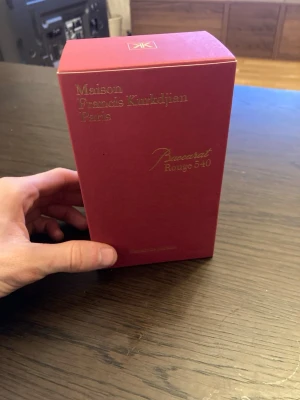 Maison
Francis Kurkdjian
Paris
Baccarat
Rouge 540